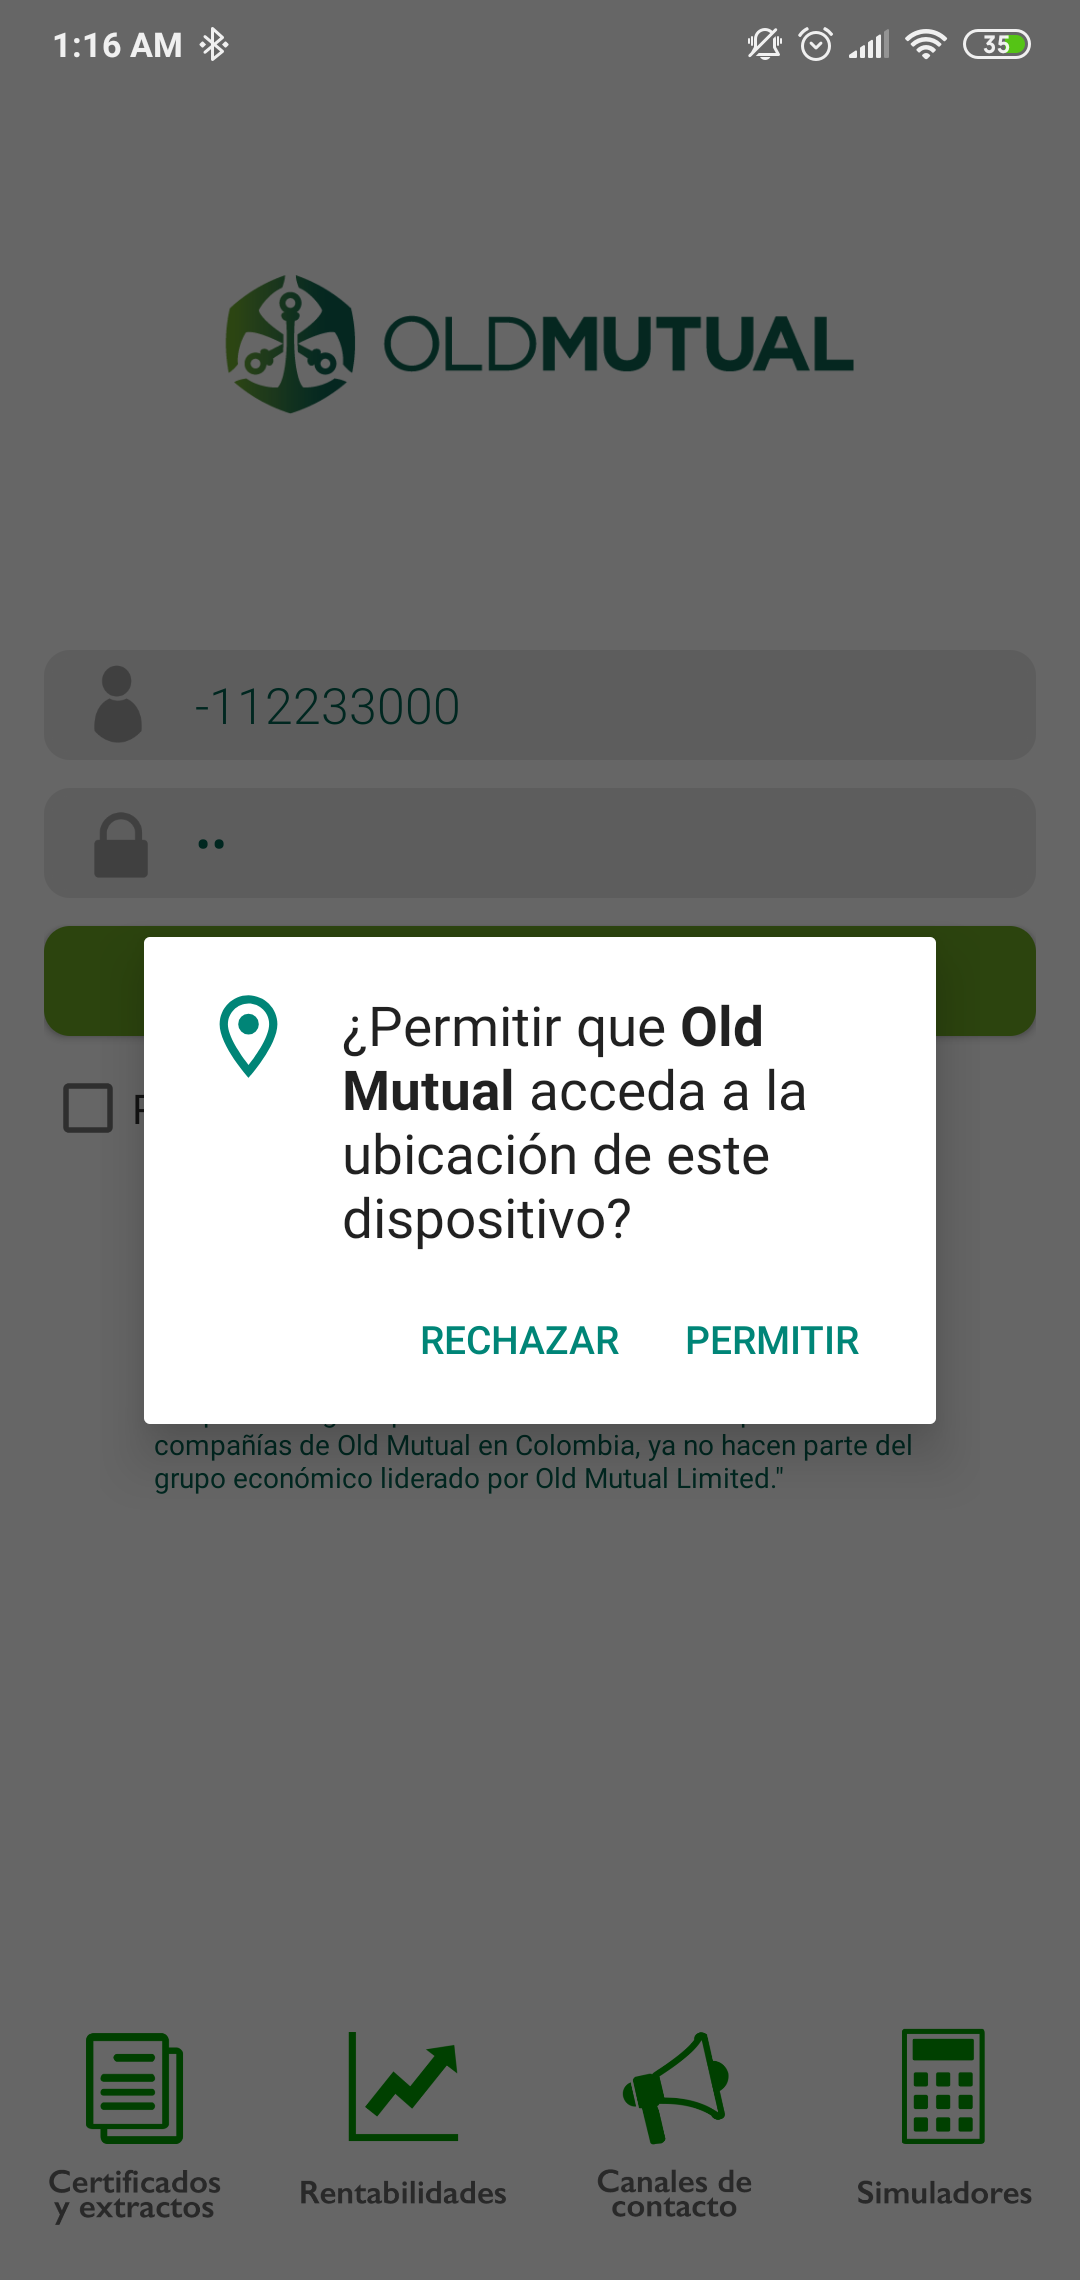 1:16 AM
35
OLDMUTUAL
-112233000
••
¿Permitir que Old
Mutual acceda a la
ubicación de este
dispositivo?
RECHAZAR PERMITIR
compañías de Old Mutual en Colombia, ya no hacen parte del
grupo económico liderado por Old Mutual Limited."
Certificados
y extractos
Rentabilidades
Canales de
contacto
Simuladores